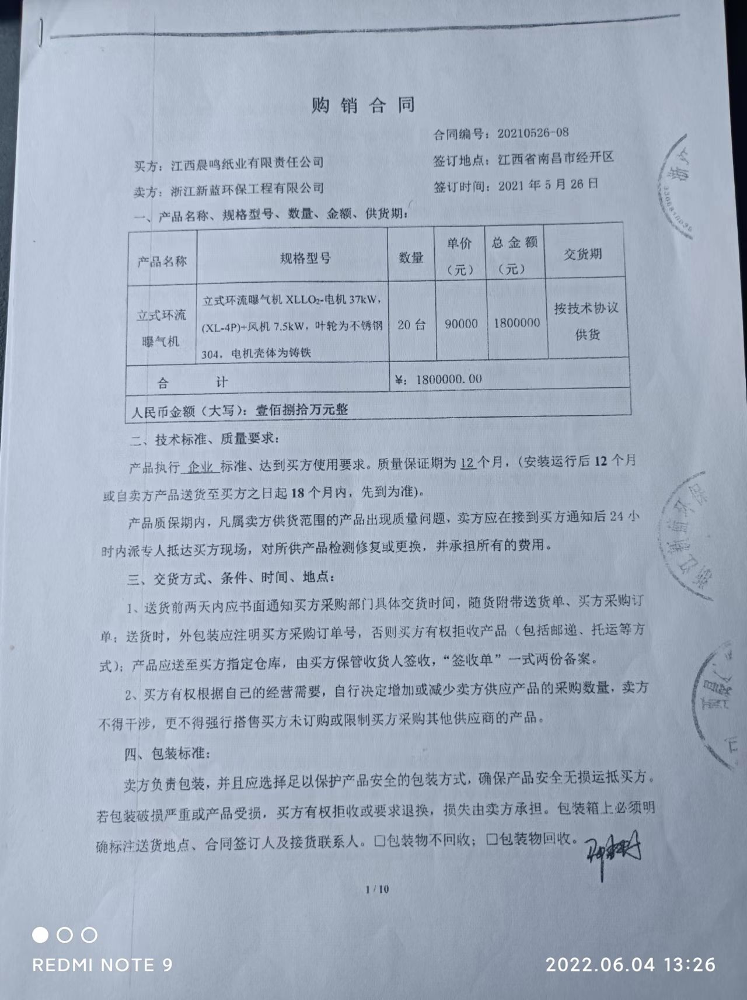 购销合同
合同编号：20210526-08
买方：江西晨鸣纸业有限责任公司
签订地点：江西省南昌市经开区
卖方：浙江新蓝环保工程有限公司
签订时间：2021年5月26日
一、产品名称、规格型号、数量、金额、供货期：
产品名称 规格型号 数量 单价（元） 总金额（元） 交货期
立式环流曝气机 立式环流曝气机XLLO₂-电机37kW，(XL-4P)+风机7.5kW，叶轮为不锈钢304，电机壳体为铸铁 20台 90000 1800000 按技术协议供货
合计 ¥：1800000.00
人民币金额（大写）：壹佰捌拾万元整
二、技术标准、质量要求：
产品执行 企业 标准、达到买方使用要求。质量保证期为12个月，(安装运行后12个月
或自卖方产品送货至买方之日起18个月内，先到为准)。
产品质保期内，凡属卖方供货范围的产品出现质量问题，卖方应在接到买方通知后24小
时内派专人抵达买方现场，对所供产品检测修复或更换，并承担所有的费用。
三、交货方式、条件、时间、地点：
1、送货前两天内应书面通知买方采购部门具体交货时间，随货附带送货单、买方采购订
单；送货时，外包装应注明买方采购订单号，否则买方有权拒收产品（包括邮递、托运等方
式）；产品应送至买方指定仓库，由买方保管收货人签收，“签收单”一式两份备案。
2、买方有权根据自己的经营需要，自行决定增加或减少卖方供应产品的采购数量，卖方
不得干涉，更不得强行搭售买方未订购或限制买方采购其他供应商的产品。
四、包装标准：
卖方负责包装，并且应选择足以保护产品安全的包装方式，确保产品安全无损运抵买方。
若包装破损严重或产品受损，买方有权拒收或要求退换，损失由卖方承担。包装箱上必须明
确标注送货地点、合同签订人及接货联系人。□包装物不回收；□包装物回收。
1 / 10
REDMI NOTE 9
2022.06.04 13:26